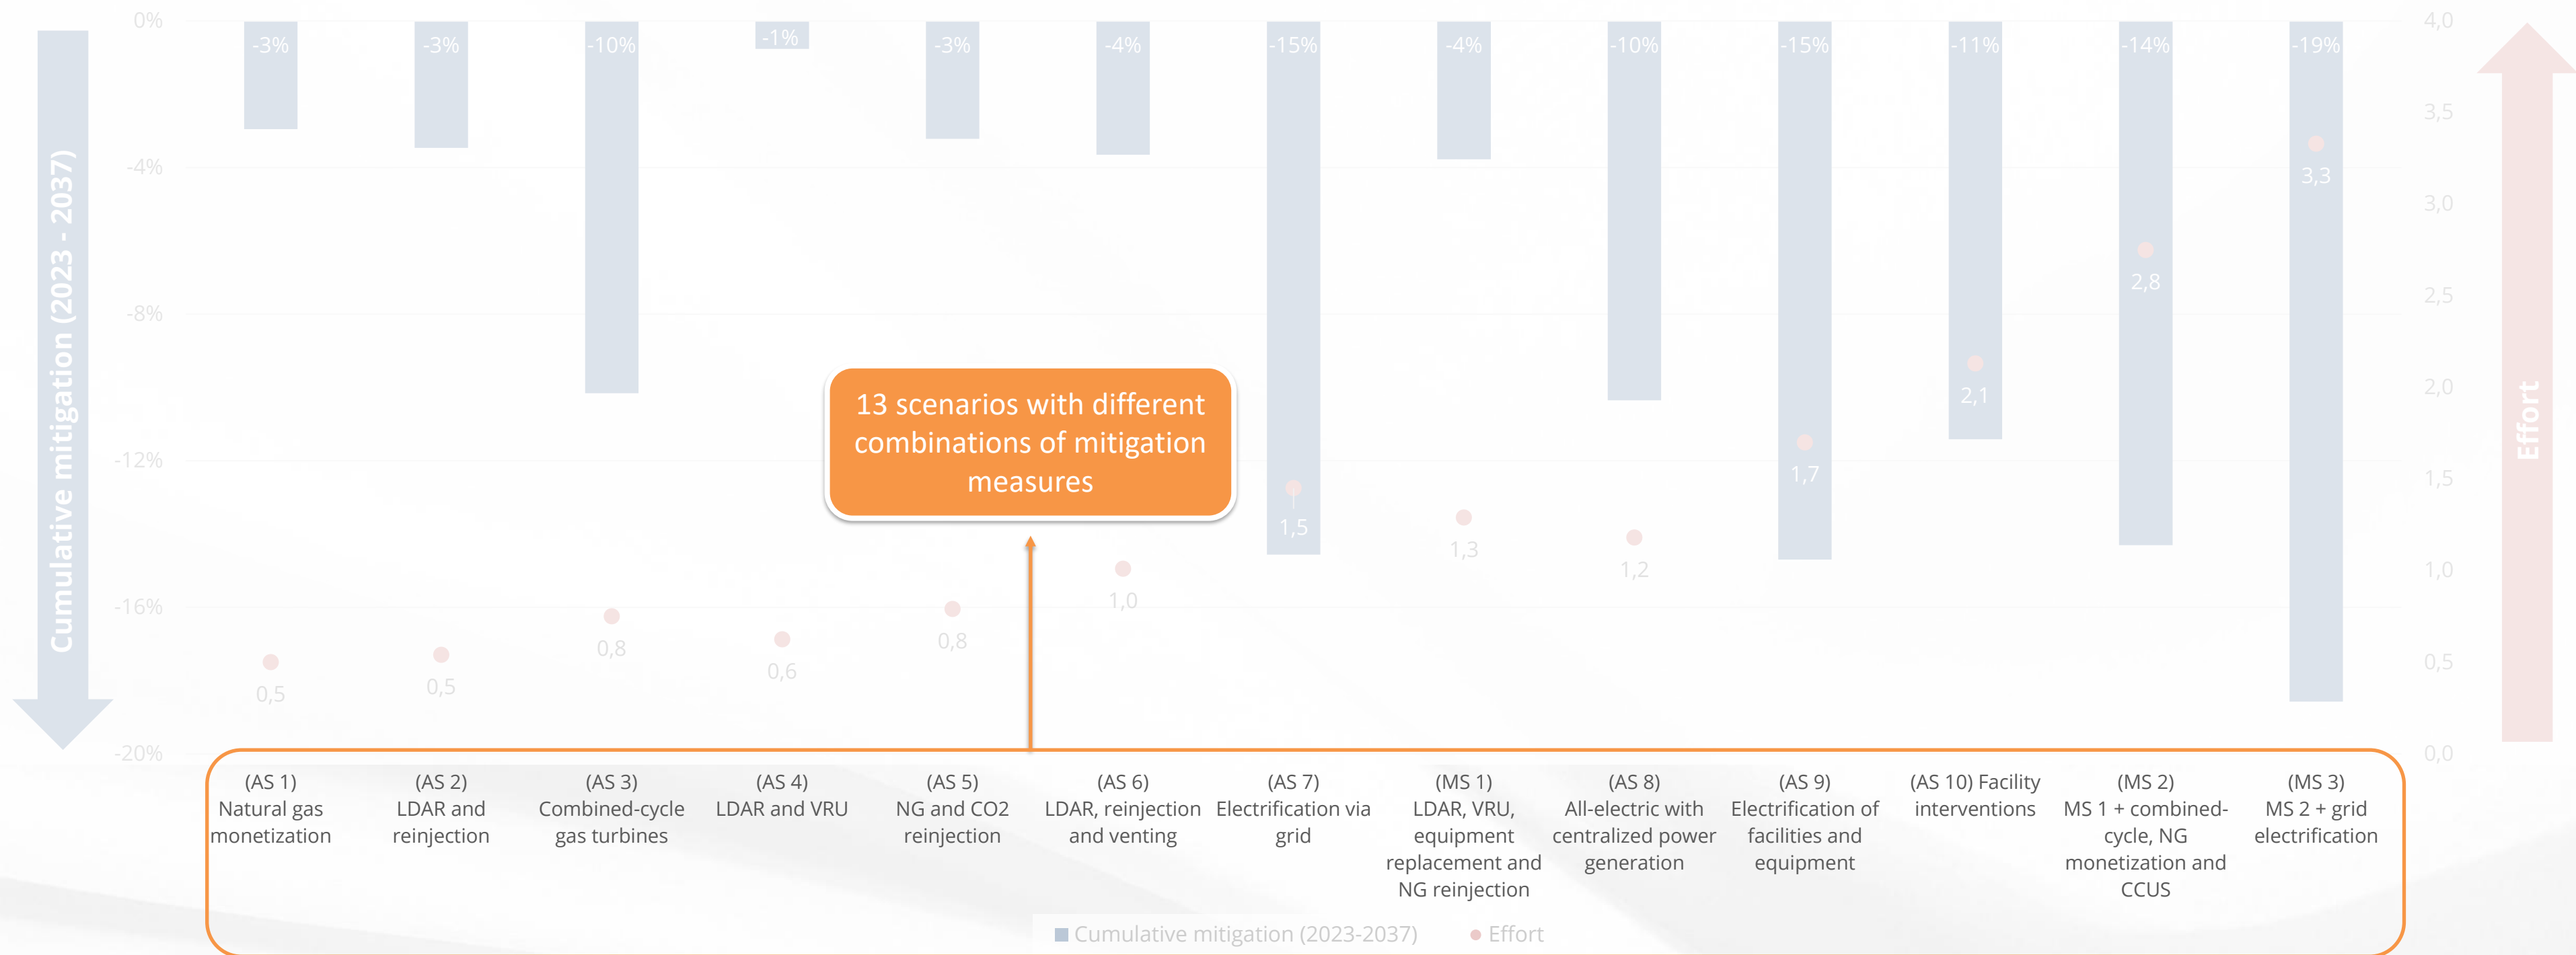 0%
-4%
-8%
-12%
-16%
-20%
Cumulative mitigation (2023 - 2037)
-3%
-3%
-10%
-1%
-3%
-4%
-15%
-4%
-10%
-15%
-11%
-14%
-19%
0,5
0,5
0,8
0,6
0,8
1,0
1,5
1,3
1,2
1,7
2,1
2,8
3,3
4,0
3,5
3,0
2,5
2,0
1,5
1,0
0,5
0,0
Effort
13 scenarios with different
combinations of mitigation
measures
(AS 1)
Natural gas
monetization
(AS 2)
LDAR and
reinjection
(AS 3)
Combined-cycle
gas turbines
(AS 4)
LDAR and VRU
(AS 5)
NG and CO2
reinjection
(AS 6)
LDAR, reinjection
and venting
(AS 7)
Electrification via
grid
(MS 1)
LDAR, VRU,
equipment
replacement and
NG reinjection
(AS 8)
All-electric with
centralized power
generation
(AS 9)
Electrification of
facilities and
equipment
(AS 10) Facility
interventions
(MS 2)
MS 1 + combined-
cycle, NG
monetization and
CCUS
(MS 3)
MS 2 + grid
electrification
Cumulative mitigation (2023-2037)
Effort